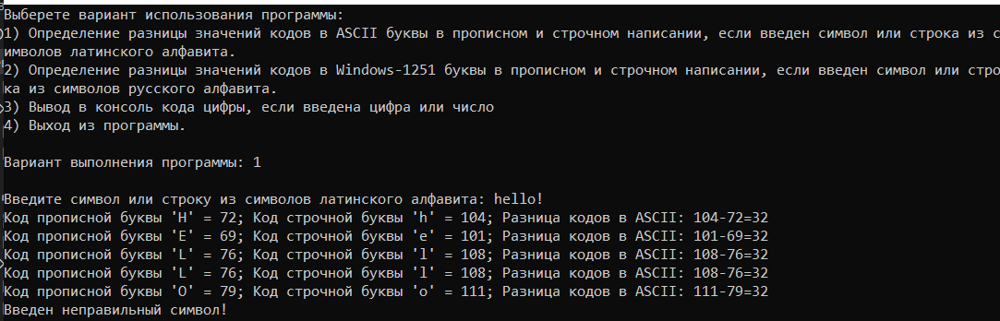 Выберете вариант использования программы:
1) Определение разницы значений кодов в ASCII буквы в прописном и строчном написании, если введен символ или строка из с
имволов латинского алфавита.
2) Определение разницы значений кодов в Windows-1251 буквы в прописном и строчном написании, если введен символ или стро
ка из символов русского алфавита.
3) Вывод в консоль кода цифры, если введена цифра или число
4) Выход из программы.
Вариант выполнения программы: 1
Введите символ или строку из символов латинского алфавита: hello!
Код прописной буквы 'H' = 72; Код строчной буквы 'h' = 104; Разница кодов в ASCII: 104-72=32
Код прописной буквы 'E' = 69; Код строчной буквы 'e' = 101; Разница кодов в ASCII: 101-69=32
Код прописной буквы 'L' = 76; Код строчной буквы 'l' = 108; Разница кодов в ASCII: 108-76=32
Код прописной буквы 'L' = 76; Код строчной буквы 'l' = 108; Разница кодов в ASCII: 108-76=32
Код прописной буквы 'O' = 79; Код строчной буквы 'o' = 111; Разница кодов в ASCII: 111-79=32
Введен неправильный символ!